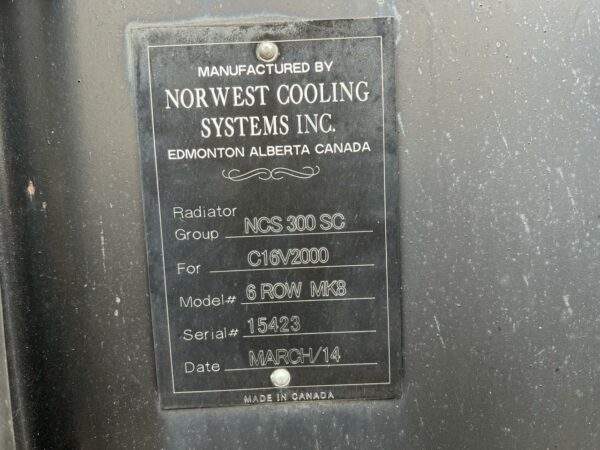 MANUFACTURED BY
NORWEST COOLING
SYSTEMS INC.
EDMONTON ALBERTA CANADA
Radiator
Group NCS 300 SC
For C16V2000
Model# 6 ROW MK8
Serial# 15423
Date MARCH/14
MADE IN CANADA